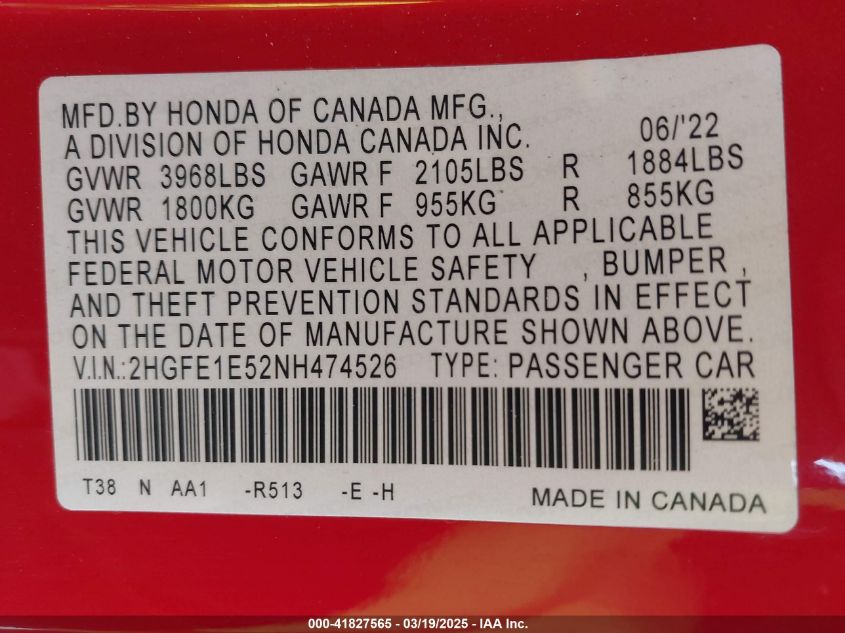 MFD.BY HONDA OF CANADA MFG.,
A DIVISION OF HONDA CANADA INC. 06/'22
GVWR 3968LBS GAWR F 2105LBS R 1884LBS
GVWR 1800KG GAWR F 955KG R 855KG
THIS VEHICLE CONFORMS TO ALL APPLICABLE
FEDERAL MOTOR VEHICLE SAFETY , BUMPER ,
AND THEFT PREVENTION STANDARDS IN EFFECT
ON THE DATE OF MANUFACTURE SHOWN ABOVE.
V.I.N.:2HGFE1E52NH474526 TYPE: PASSENGER CAR
T38 N AA1 -R513 -E -H MADE IN CANADA
000-41827565 — 03/19/2025 — IAA Inc.